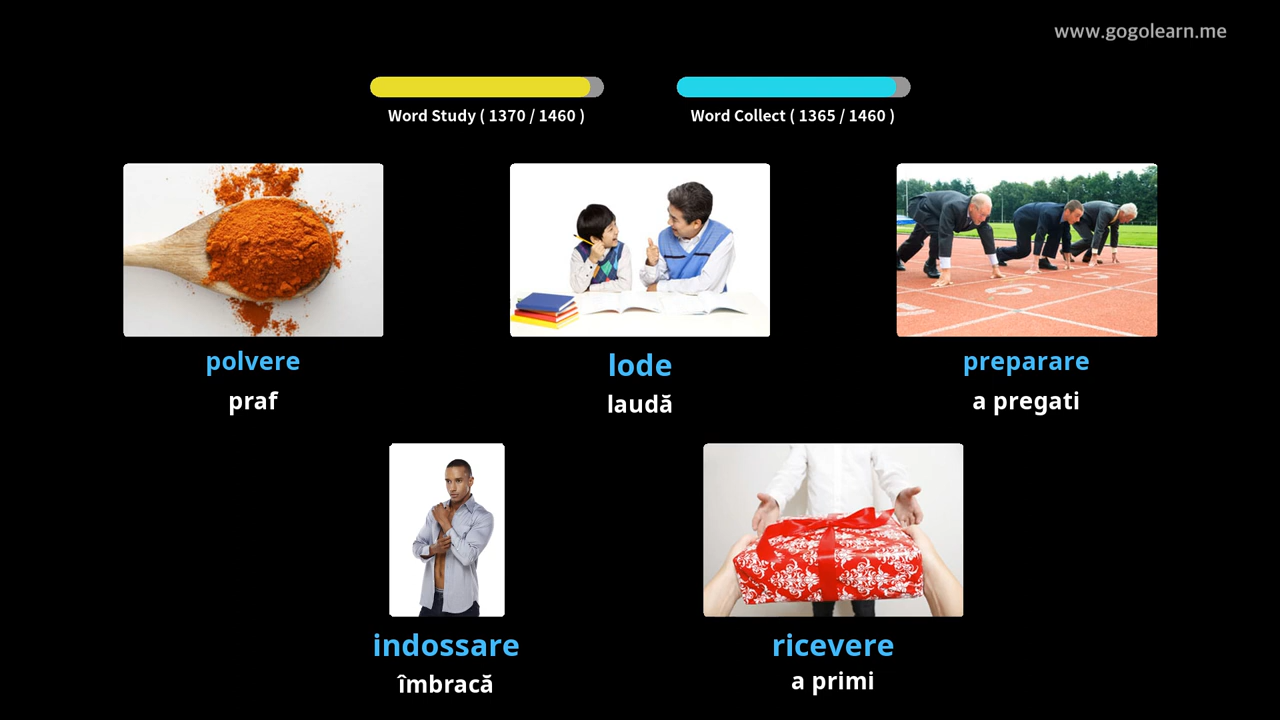 www.gogolearn.me
Word Study ( 1370 / 1460 )
Word Collect ( 1365 / 1460 )
polvere
lode
preparare
praf
laudă
a pregati
indossare
ricevere
îmbracă
a primi